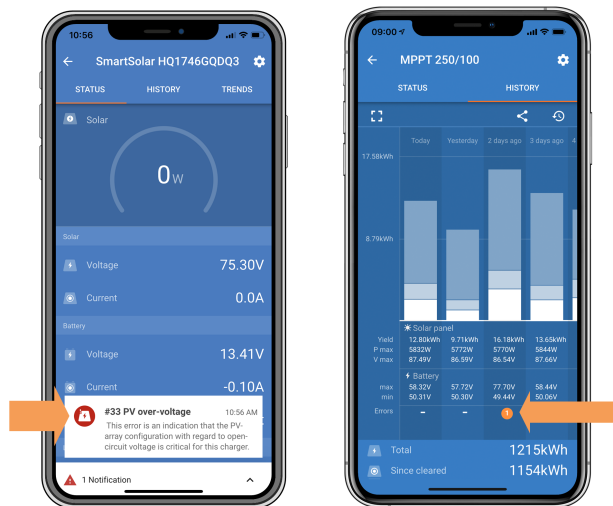 10:56
SmartSolar HQ1746GQDQ3
STATUS HISTORY TRENDS
Solar
0W
Solar
Voltage 75.30V
Current 0.0A
Battery
Voltage 13.41V
Current -0.10A
#33 PV over-voltage 10:56 AM
This error is an indication that the PV-
array configuration with regard to open-
circuit voltage is critical for this charger.
1 Notification
09:00
MPPT 250/100
STATUS HISTORY
Today Yesterday 2 days ago 3 days ago 4
17.58kWh
8.79kWh
Solar panel
Yield 12.80kWh 9.71kWh 16.18kWh 13.65kWh
P max 5832W 5772W 5770W 5844W
V max 87.49V 86.59V 86.54V 87.66V
Battery
max 58.32V 57.72V 77.70V 58.44V
min 50.31V 50.30V 49.44V 50.06V
Errors – – 1
Total 1215kWh
Since cleared 1154kWh